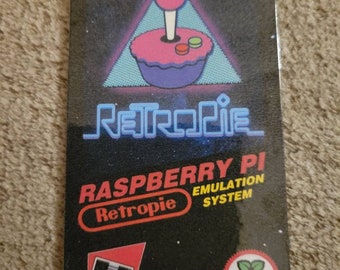 RETROPIE
RASPBERRY PI
Retropie
EMULATION
SYSTEM